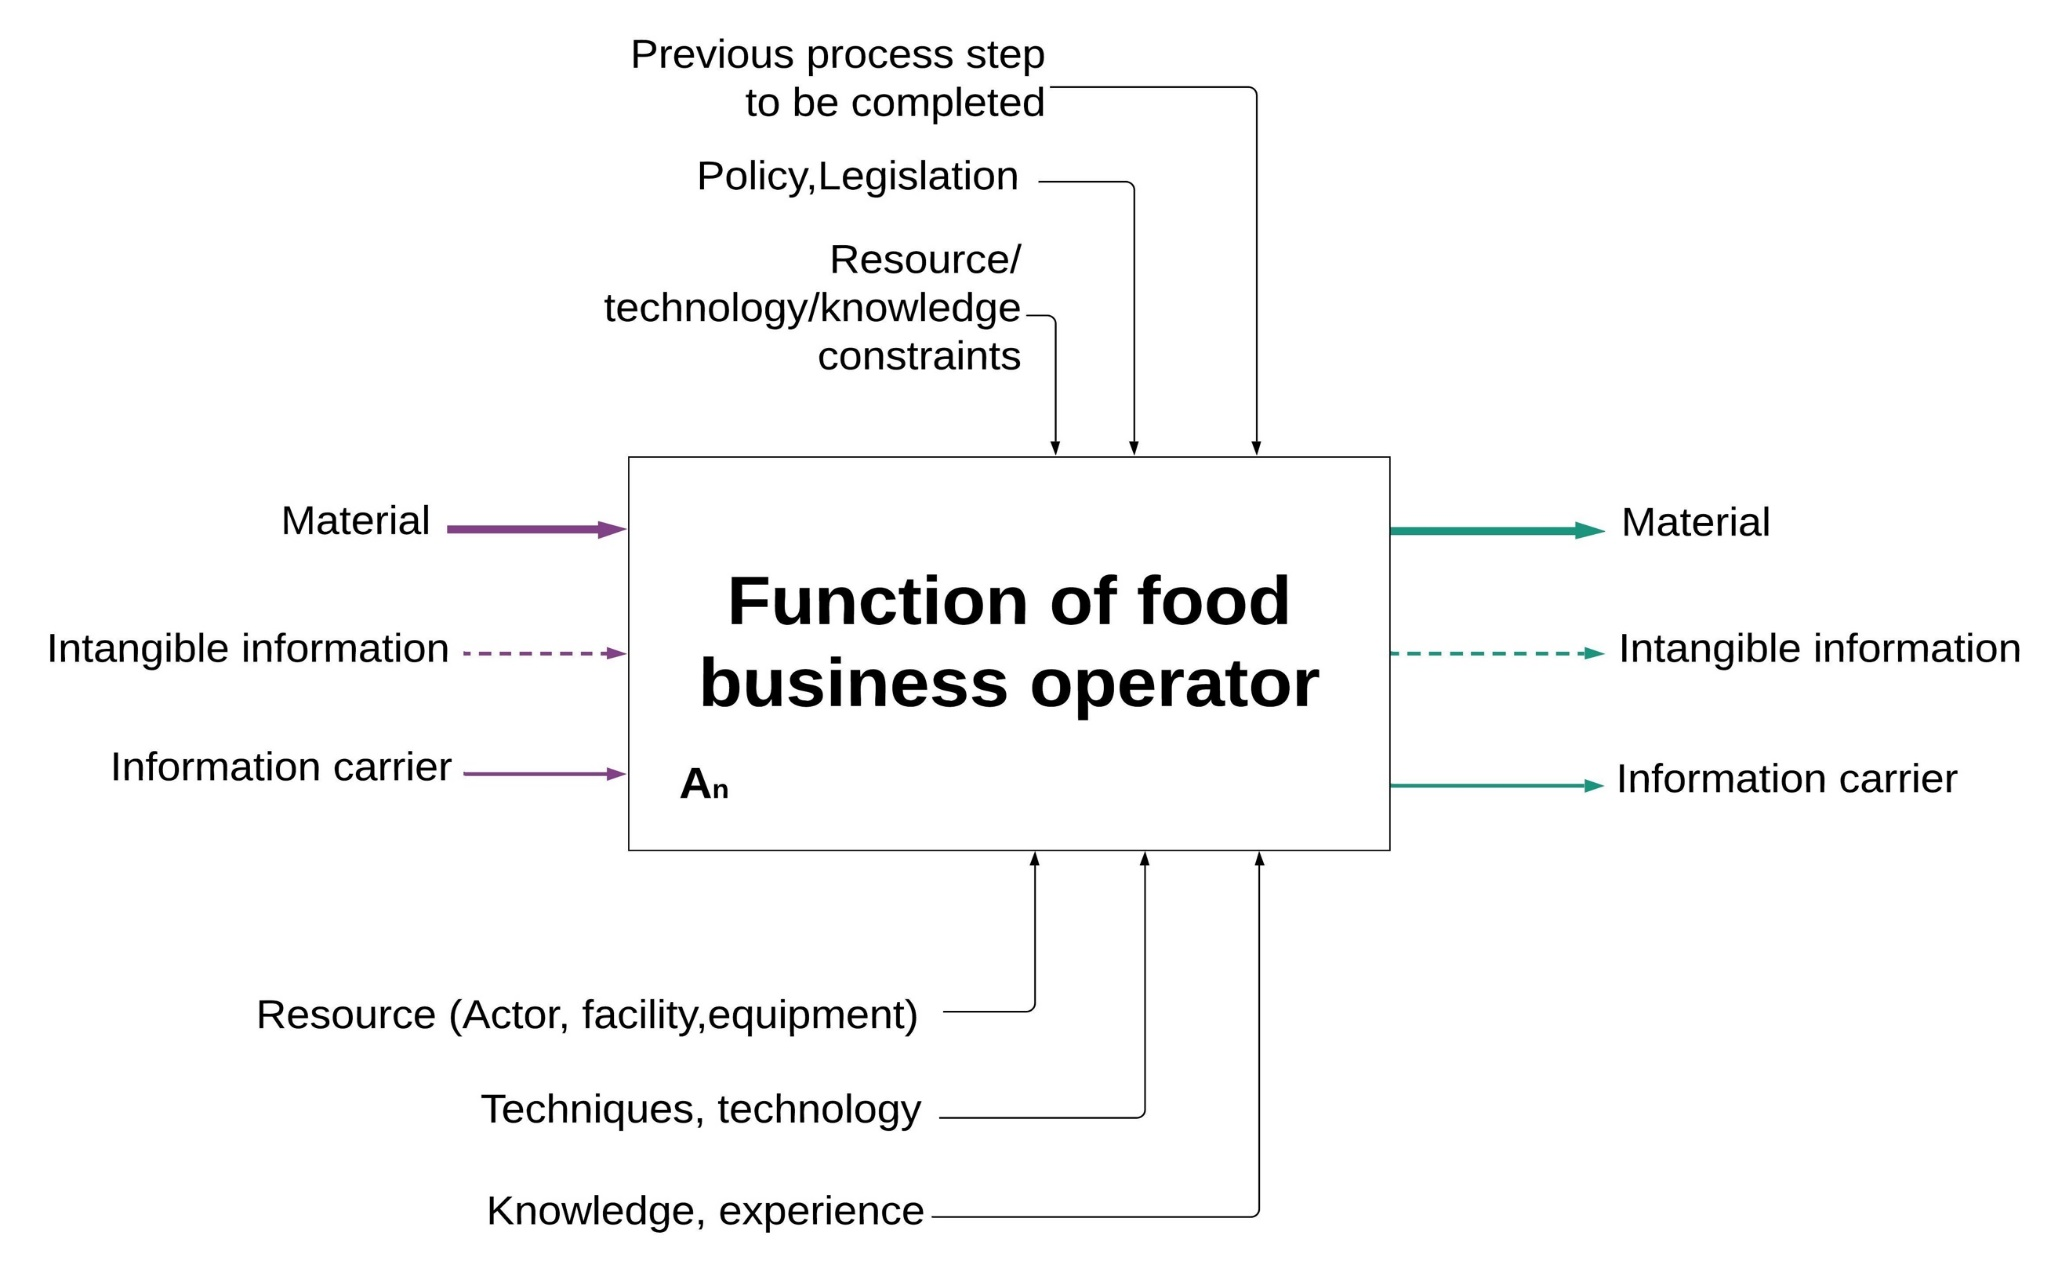 Previous process step
to be completed
Policy,Legislation
Resource/
technology/knowledge
constraints
Material
Material
Function of food
business operator
Intangible information
Intangible information
Information carrier
Information carrier
An
Resource (Actor, facility,equipment)
Techniques, technology
Knowledge, experience